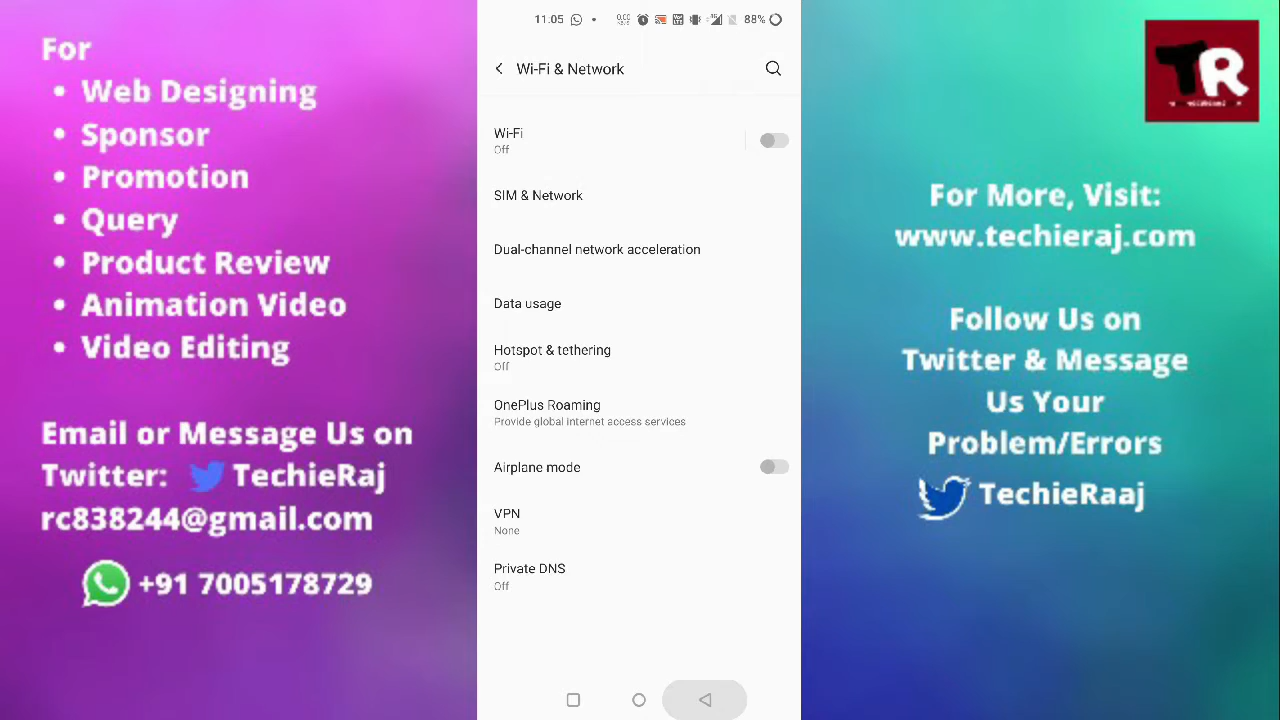 For
• Web Designing
• Sponsor
• Promotion
• Query
• Product Review
• Animation Video
• Video Editing
Email or Message Us on
Twitter: TechieRaj
rc838244@gmail.com
+91 7005178729
11:05
88%
Wi-Fi & Network
Wi-Fi
Off
SIM & Network
Dual-channel network acceleration
Data usage
Hotspot & tethering
Off
OnePlus Roaming
Provide global internet access services
Airplane mode
VPN
None
Private DNS
Off
TR
For More, Visit:
www.techieraj.com
Follow Us on
Twitter & Message
Us Your
Problem/Errors
TechieRaaj